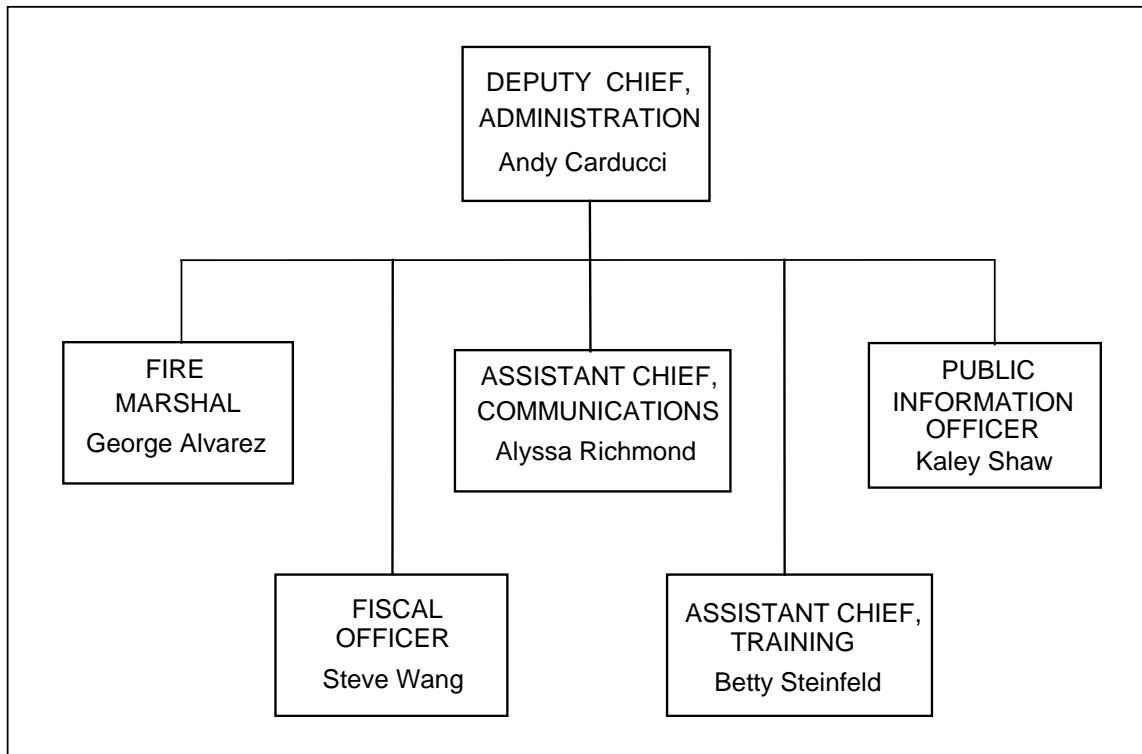 DEPUTY CHIEF,
ADMINISTRATION
Andy Carducci
FIRE
MARSHAL
George Alvarez
ASSISTANT CHIEF,
COMMUNICATIONS
Alyssa Richmond
PUBLIC
INFORMATION
OFFICER
Kaley Shaw
FISCAL
OFFICER
Steve Wang
ASSISTANT CHIEF,
TRAINING
Betty Steinfeld